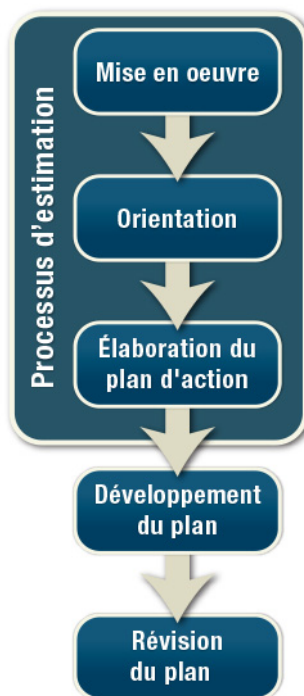 Processus d'estimation
Mise en oeuvre
Orientation
Élaboration du
plan d'action
Développement
du plan
Révision
du plan